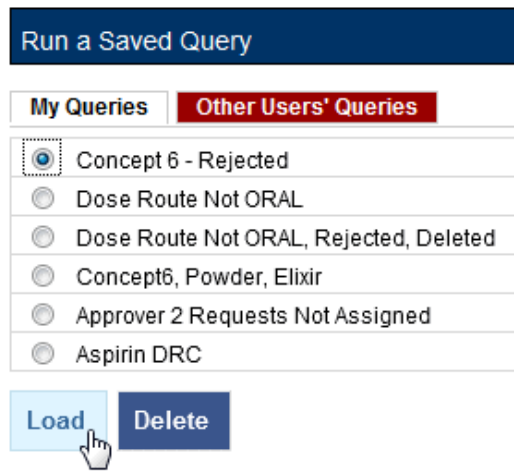 Run a Saved Query
My Queries Other Users' Queries
Concept 6 - Rejected
Dose Route Not ORAL
Dose Route Not ORAL, Rejected, Deleted
Concept6, Powder, Elixir
Approver 2 Requests Not Assigned
Aspirin DRC
Load Delete